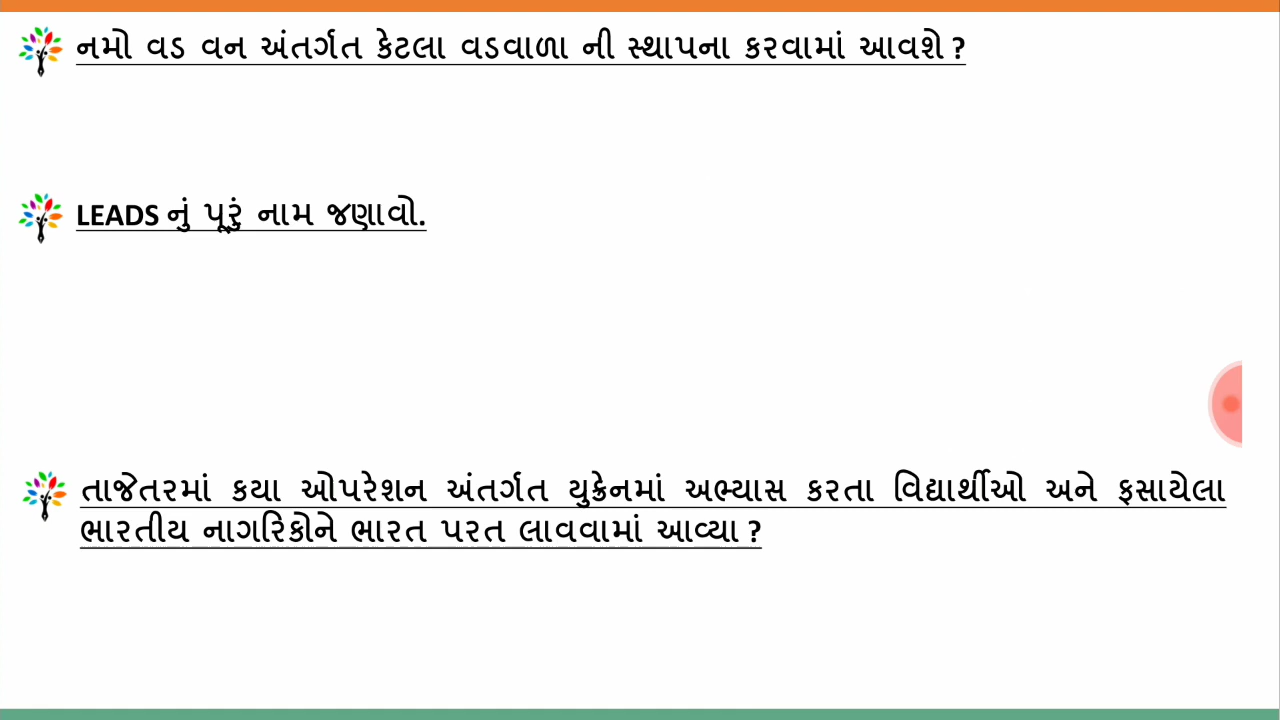 નમો વડ વન અંતર્ગત કેટલા વડવાળા ની સ્થાપના કરવામાં આવશે ?
LEADS નું પૂરું નામ જણાવો.
તાજેતરમાં કયા ઓપરેશન અંતર્ગત યુક્રેનમાં અભ્યાસ કરતા વિદ્યાર્થીઓ અને ફસાયેલા
ભારતીય નાગરિકોને ભારત પરત લાવવામાં આવ્યા ?